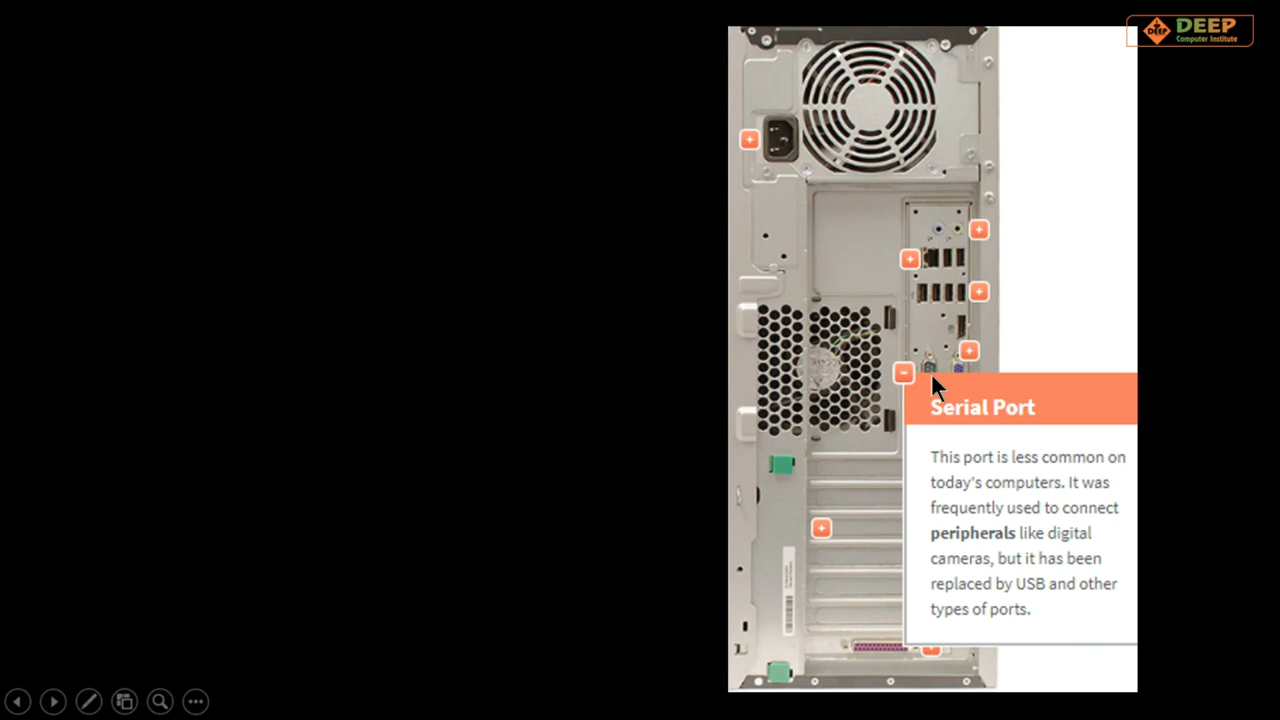 DEEP
DEEP
Computer Institute
Serial Port
This port is less common on
today's computers. It was
frequently used to connect
peripherals like digital
cameras, but it has been
replaced by USB and other
types of ports.